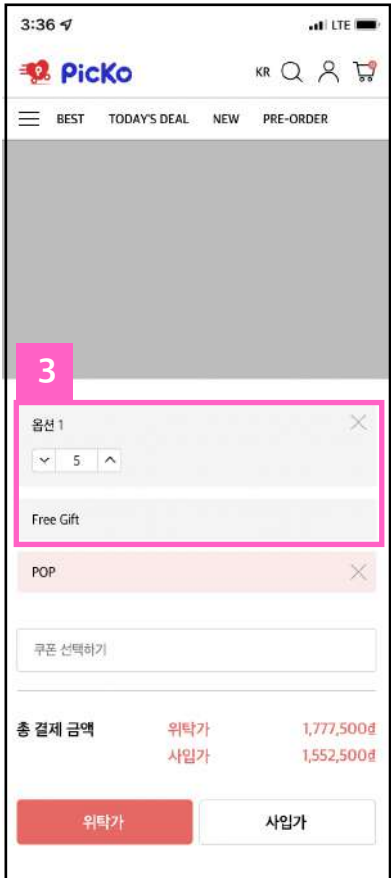 3:36 LTE
PicKo KR
BEST TODAY'S DEAL NEW PRE-ORDER
3
옵션 1
5
Free Gift
POP
쿠폰 선택하기
총 결제 금액 위탁가 1,777,500₫
사입가 1,552,500₫
위탁가 사입가